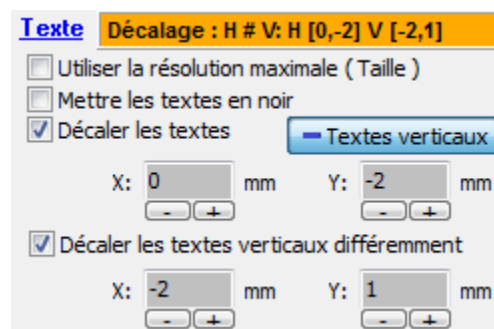 Texte Décalage : H # V: H [0,-2] V [-2,1]
Utiliser la résolution maximale ( Taille )
Mettre les textes en noir
Décaler les textes - Textes verticaux
X: 0 mm Y: -2 mm
- + - +
Décaler les textes verticaux différemment
X: -2 mm Y: 1 mm
- + - +